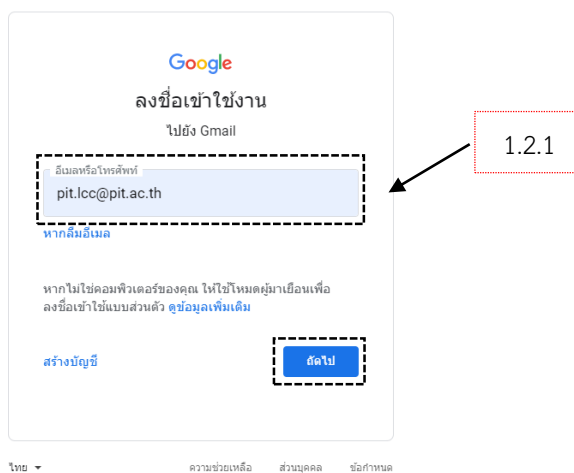 Google
ลงชื่อเข้าใช้งาน
ไปยัง Gmail
อีเมลหรือโทรศัพท์
pit.lcc@pit.ac.th
1.2.1
หากลืมอีเมล
หากไม่ใช่คอมพิวเตอร์ของคุณ ให้ใช้โหมดผู้มาเยือนเพื่อ
ลงชื่อเข้าใช้แบบส่วนตัว ดูข้อมูลเพิ่มเติม
สร้างบัญชี
ถัดไป
ไทย
ความช่วยเหลือ
ส่วนบุคคล
ข้อกำหนด